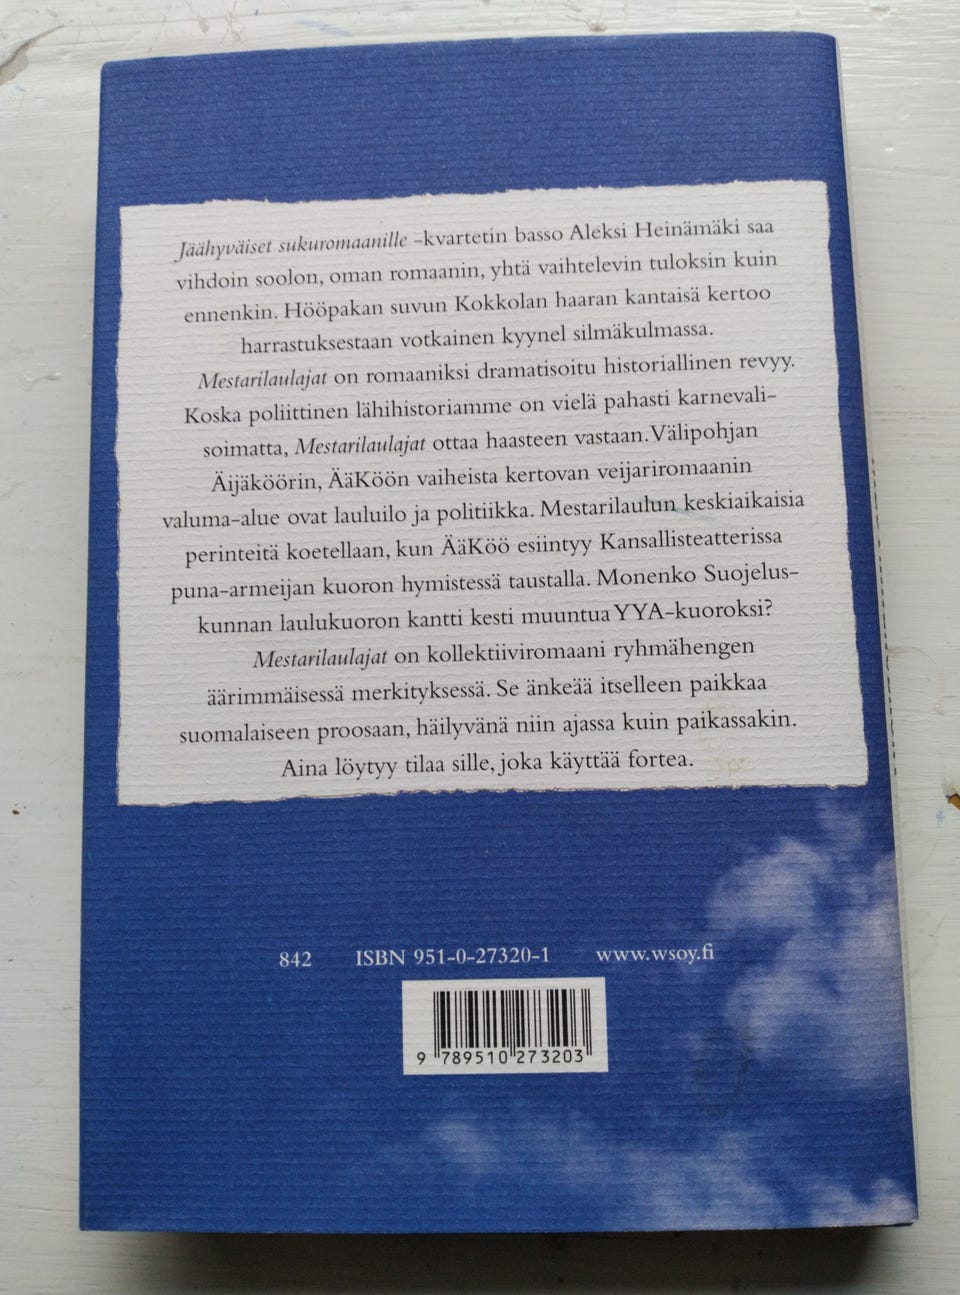 Jäähyväiset sukuromaanille -kvartetin basso Aleksi Heinämäki saa
vihdoin soolon, oman romaanin, yhtä vaihtelevin tuloksin kuin
ennenkin. Hööpakan suvun Kokkolan haaran kantaisä kertoo
harrastuksestaan votkainen kyynel silmäkulmassa.
Mestarilaulajat on romaaniksi dramatisoitu historiallinen revyy.
Koska poliittinen lähihistoriamme on vielä pahasti karnevali-
soimatta, Mestarilaulajat ottaa haasteen vastaan. Välipohjan
Äijäköörin, ÄäKöön vaiheista kertovan veijariromaanin
valuma-alue ovat lauluilo ja politiikka. Mestarilaulun keskiaikaisia
perinteitä koetellaan, kun ÄäKöö esiintyy Kansallisteatterissa
puna-armeijan kuoron hymistessä taustalla. Monenko Suojelus-
kunnan laulukuoron kantti kesti muuntua YYA-kuoroksi?
Mestarilaulajat on kollektiiviromaani ryhmähengen
äärimmäisessä merkityksessä. Se änkeää itselleen paikkaa
suomalaiseen proosaan, häilyvänä niin ajassa kuin paikassakin.
Aina löytyy tilaa sille, joka käyttää fortea.
842 ISBN 951-0-27320-1 www.wsoy.fi
9 789510 273203